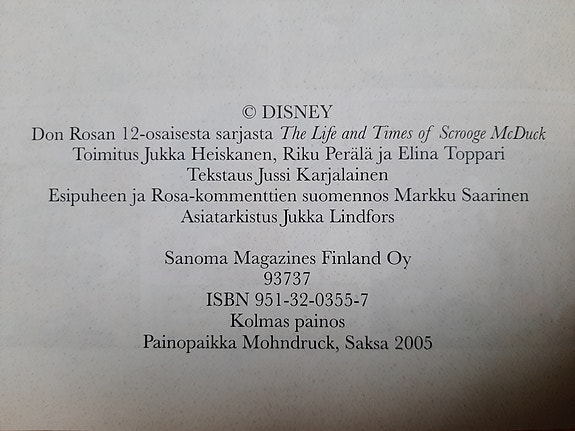 © DISNEY
Don Rosan 12-osaisesta sarjasta The Life and Times of Scrooge McDuck
Toimitus Jukka Heiskanen, Riku Perälä ja Elina Toppari
Tekstaus Jussi Karjalainen
Esipuheen ja Rosa-kommenttien suomennos Markku Saarinen
Asiatarkistus Jukka Lindfors
Sanoma Magazines Finland Oy
93737
ISBN 951-32-0355-7
Kolmas painos
Painopaikka Mohndruck, Saksa 2005